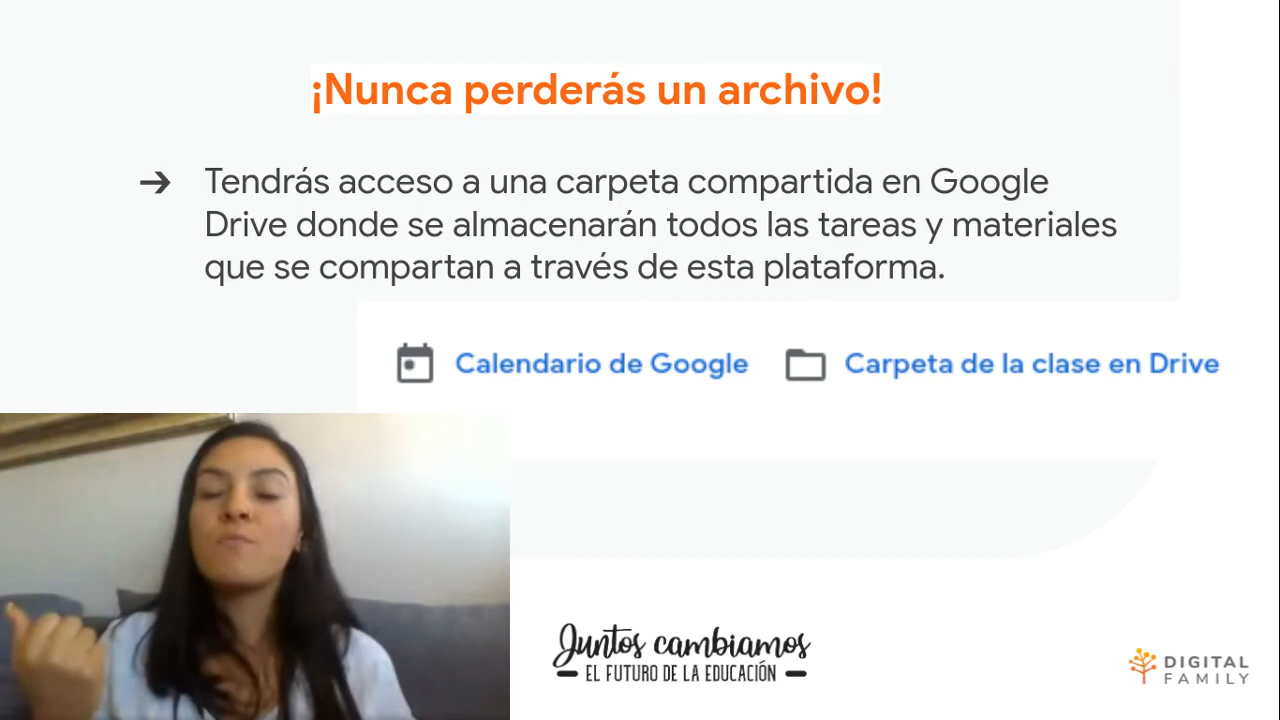 ¡Nunca perderás un archivo!
➔ Tendrás acceso a una carpeta compartida en Google
Drive donde se almacenarán todos las tareas y materiales
que se compartan a través de esta plataforma.
Calendario de Google Carpeta de la clase en Drive
Juntos cambiamos
EL FUTURO DE LA EDUCACIÓN
DIGITAL
FAMILY